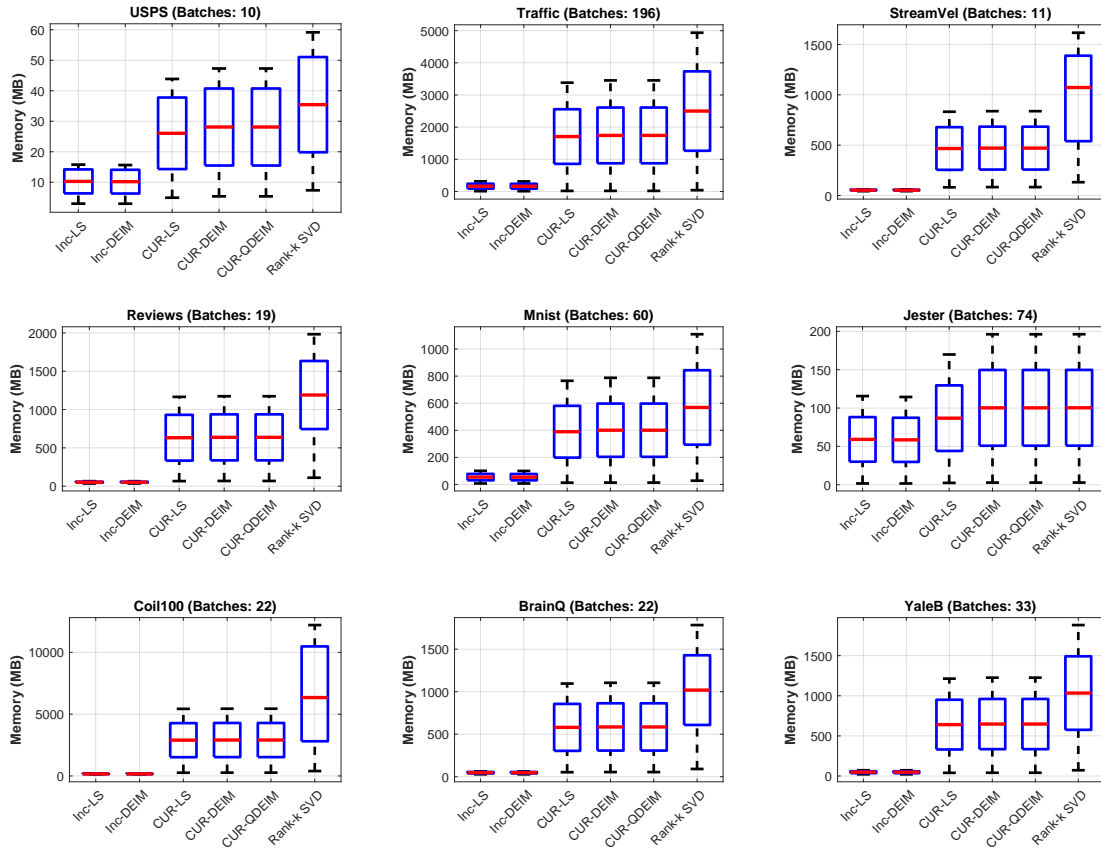 USPS (Batches: 10)
Memory (MB)
60
50
40
30
20
10
Inc-LS
Inc-DEIM
CUR-LS
CUR-DEIM
CUR-QDEIM
Rank-k SVD
Traffic (Batches: 196)
Memory (MB)
5000
4000
3000
2000
1000
0
Inc-LS
Inc-DEIM
CUR-LS
CUR-DEIM
CUR-QDEIM
Rank-k SVD
StreamVel (Batches: 11)
Memory (MB)
1500
1000
500
0
Inc-LS
Inc-DEIM
CUR-LS
CUR-DEIM
CUR-QDEIM
Rank-k SVD
Reviews (Batches: 19)
Memory (MB)
2000
1500
1000
500
0
Inc-LS
Inc-DEIM
CUR-LS
CUR-DEIM
CUR-QDEIM
Rank-k SVD
Mnist (Batches: 60)
Memory (MB)
1000
800
600
400
200
0
Inc-LS
Inc-DEIM
CUR-LS
CUR-DEIM
CUR-QDEIM
Rank-k SVD
Jester (Batches: 74)
Memory (MB)
200
150
100
50
0
Inc-LS
Inc-DEIM
CUR-LS
CUR-DEIM
CUR-QDEIM
Rank-k SVD
Coil100 (Batches: 22)
Memory (MB)
10000
5000
0
Inc-LS
Inc-DEIM
CUR-LS
CUR-DEIM
CUR-QDEIM
Rank-k SVD
BrainQ (Batches: 22)
Memory (MB)
1500
1000
500
0
Inc-LS
Inc-DEIM
CUR-LS
CUR-DEIM
CUR-QDEIM
Rank-k SVD
YaleB (Batches: 33)
Memory (MB)
1500
1000
500
0
Inc-LS
Inc-DEIM
CUR-LS
CUR-DEIM
CUR-QDEIM
Rank-k SVD